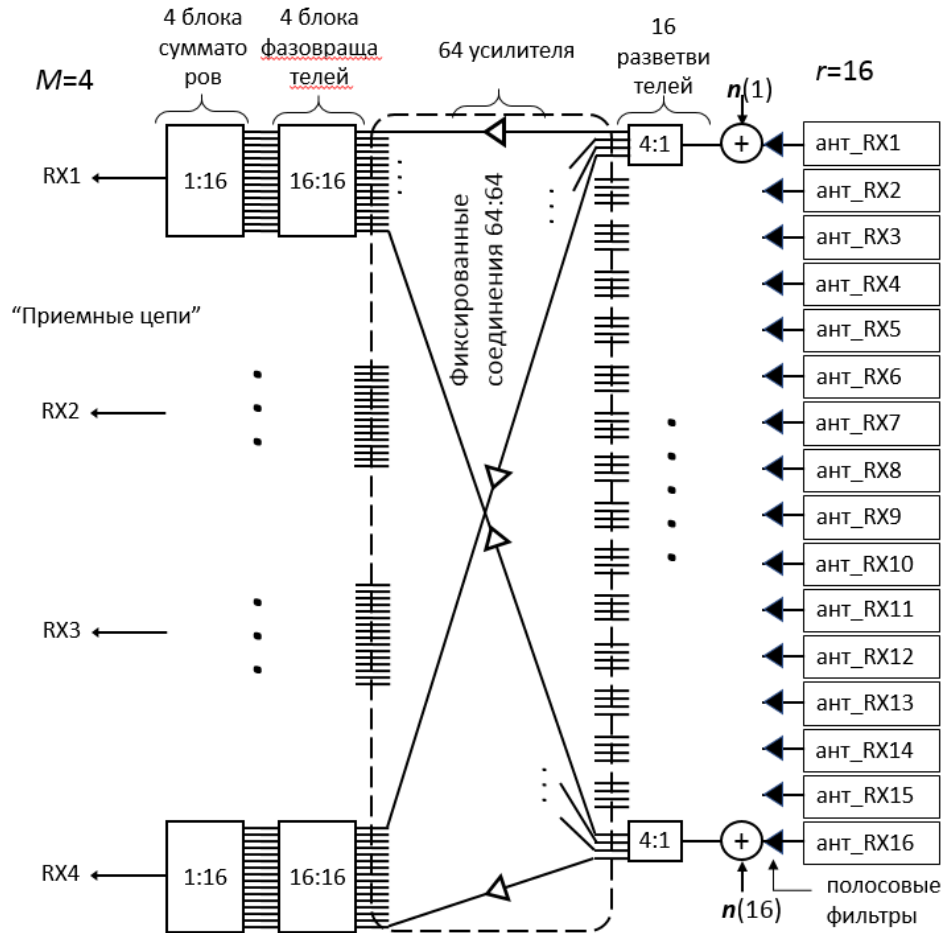 4 блока
суммато
ров
4 блока
фазовраща
телей
64 усилителя
16
разветви
телей
M=4
r=16
n(1)
RX1
1:16
16:16
4:1
+
ант_RX1
ант_RX2
ант_RX3
ант_RX4
ант_RX5
ант_RX6
ант_RX7
ант_RX8
ант_RX9
ант_RX10
ант_RX11
ант_RX12
ант_RX13
ант_RX14
ант_RX15
ант_RX16
Фиксированные
соединения 64:64
“Приемные цепи”
RX2
RX3
RX4
1:16
16:16
4:1
+
n(16)
полосовые
фильтры